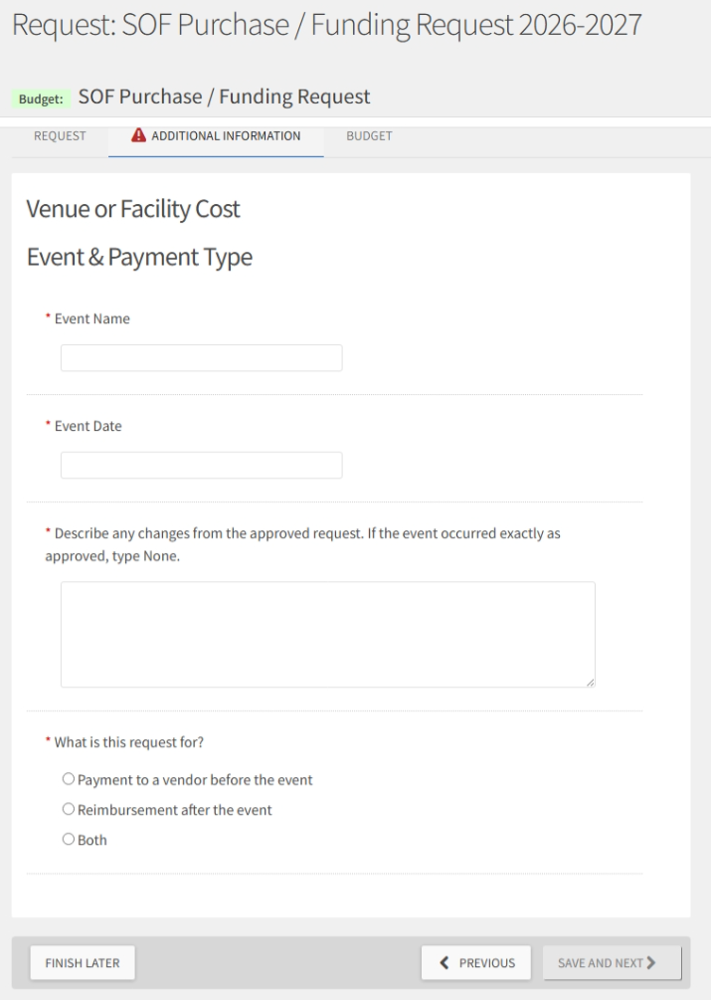 Request: SOF Purchase / Funding Request 2026-2027
Budget: SOF Purchase / Funding Request
REQUEST ADDITIONAL INFORMATION BUDGET
Venue or Facility Cost
Event & Payment Type
* Event Name
* Event Date
* Describe any changes from the approved request. If the event occurred exactly as
approved, type None.
* What is this request for?
Payment to a vendor before the event
Reimbursement after the event
Both
FINISH LATER PREVIOUS SAVE AND NEXT